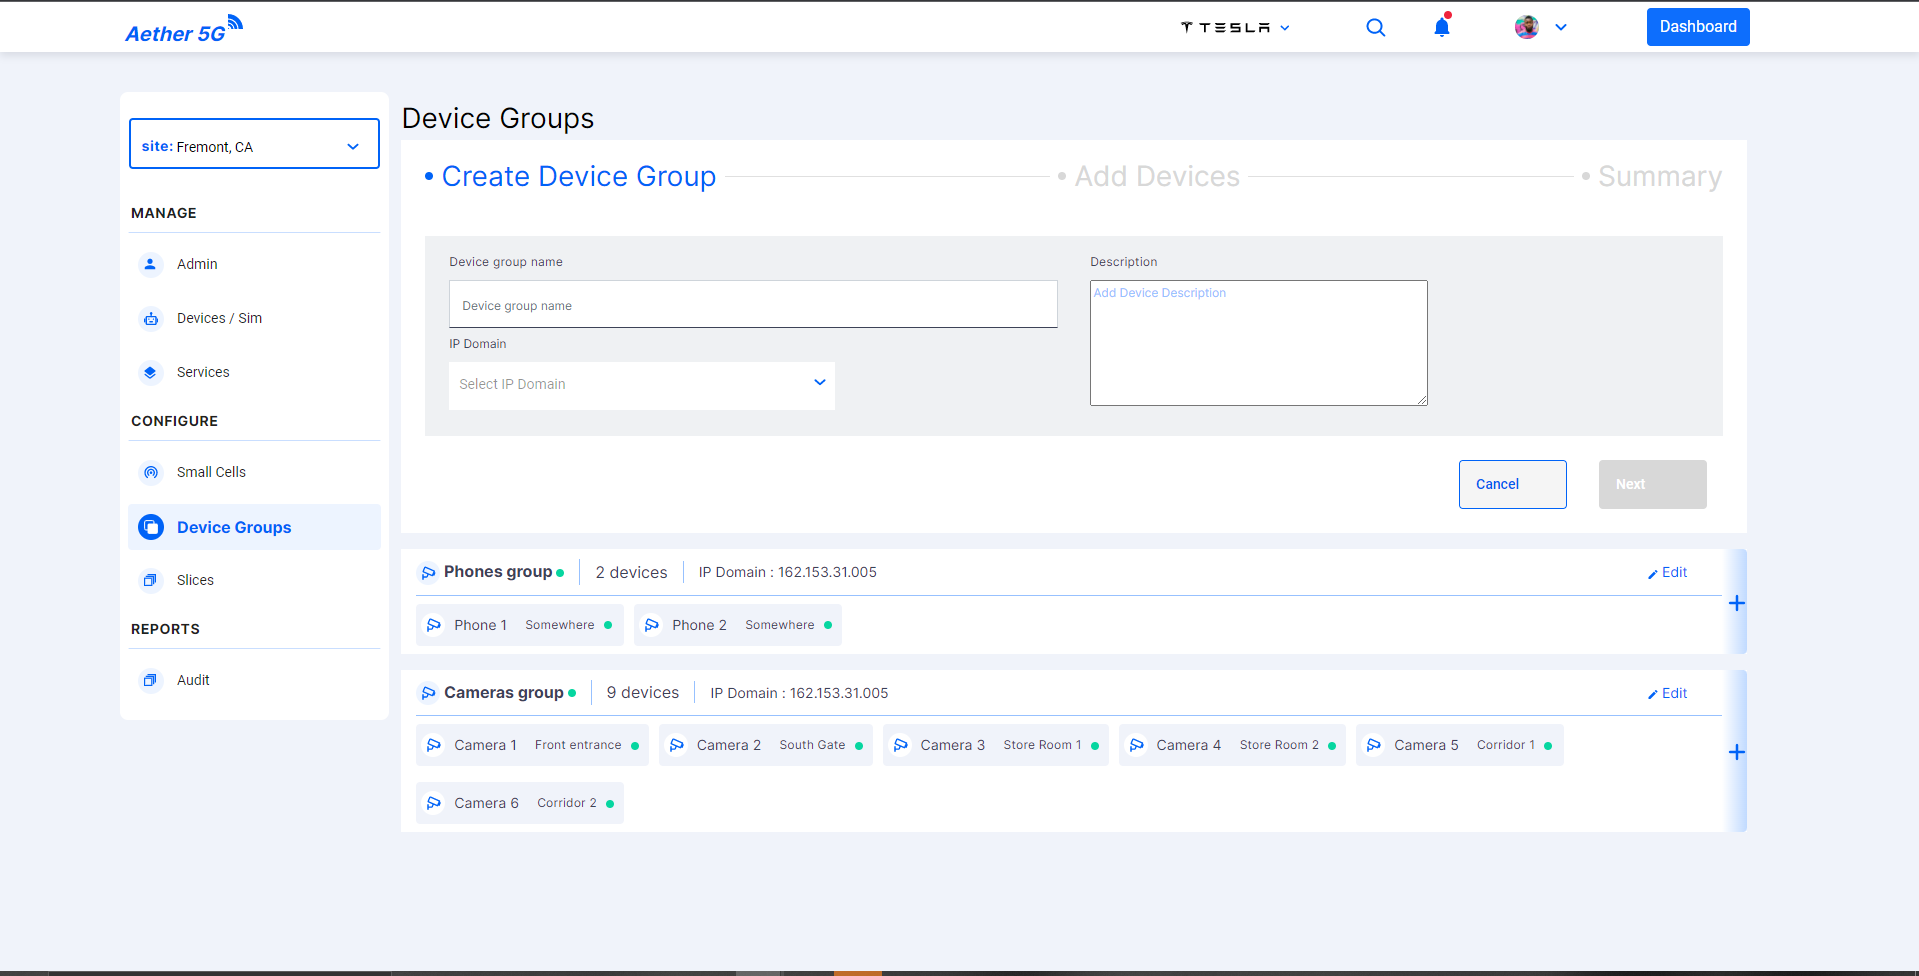 Aether 5G
TESLA
Dashboard
site: Fremont, CA
MANAGE
Admin
Devices / Sim
Services
CONFIGURE
Small Cells
Device Groups
Slices
REPORTS
Audit
Device Groups
Create Device Group
Add Devices
Summary
Device group name
Device group name
IP Domain
Select IP Domain
Description
Add Device Description
Cancel
Next
Phones group 2 devices IP Domain : 162.153.31.005 Edit
Phone 1 Somewhere Phone 2 Somewhere
+
Cameras group 9 devices IP Domain : 162.153.31.005 Edit
Camera 1 Front entrance Camera 2 South Gate Camera 3 Store Room 1 Camera 4 Store Room 2 Camera 5 Corridor 1
+
Camera 6 Corridor 2